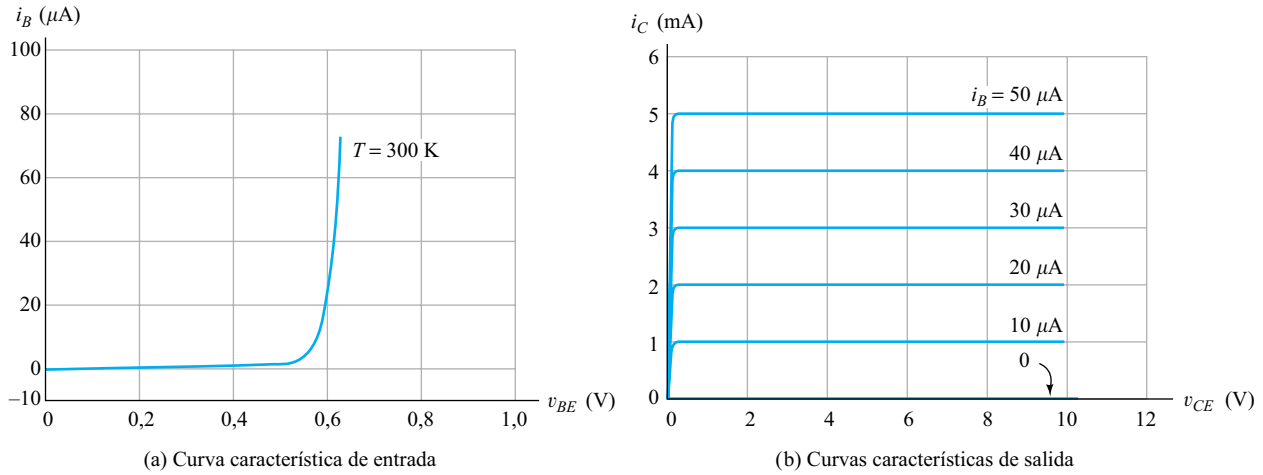 i_B (μA)
100
80
60
40
20
0
–10
T = 300 K
0
0,2
0,4
0,6
0,8
1,0
v_BE (V)
(a) Curva característica de entrada
i_C (mA)
6
5
4
3
2
1
0
i_B = 50 μA
40 μA
30 μA
20 μA
10 μA
0
0
2
4
6
8
10
12
v_CE (V)
(b) Curvas características de salida